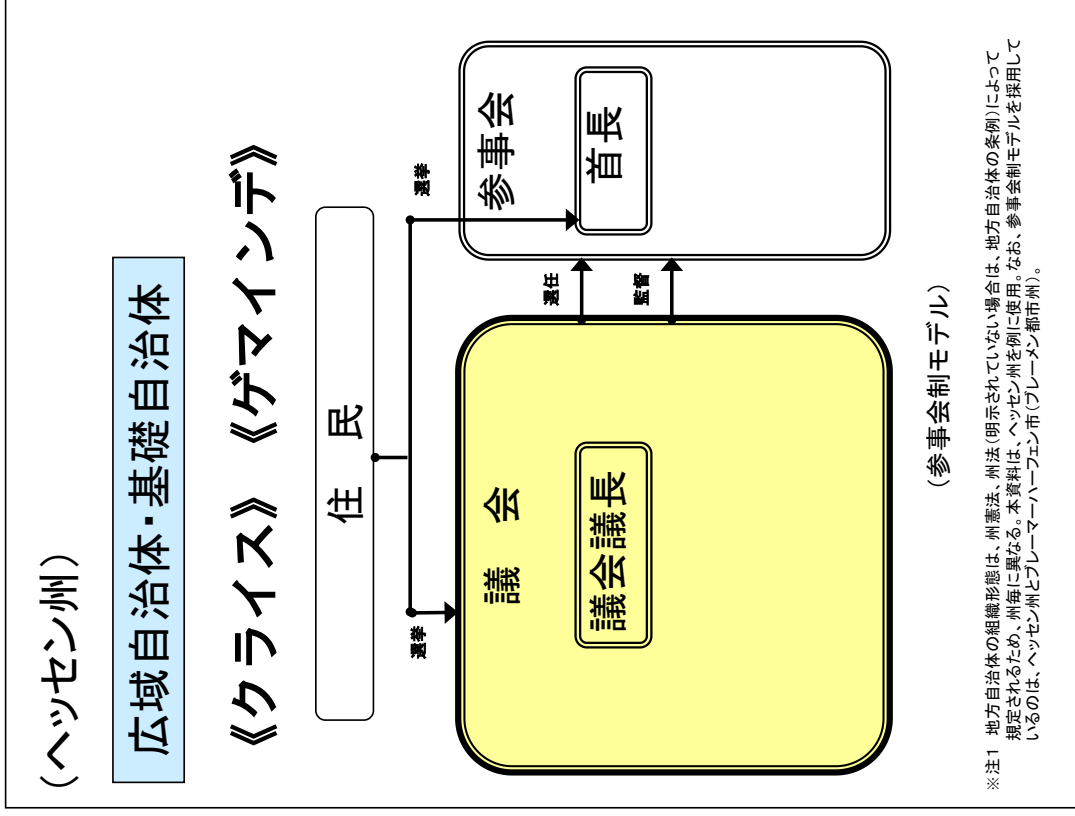 （ヘッセン州）
広域自治体・基礎自治体
《クライス》《ゲマインデ》
住　民
選挙
選挙
議　会
議会議長
選任
監督
参事会
首長
（参事会制モデル）
※注１　地方自治体の組織形態は、州憲法、州法（明示されていない場合は、地方自治体の条例）によって
規定されるため、州毎に異なる。本資料は、ヘッセン州を例に使用。なお、参事会制モデルを採用して
いるのは、ヘッセン州とブレーマーハーフェン市（ブレーメン都市州）。